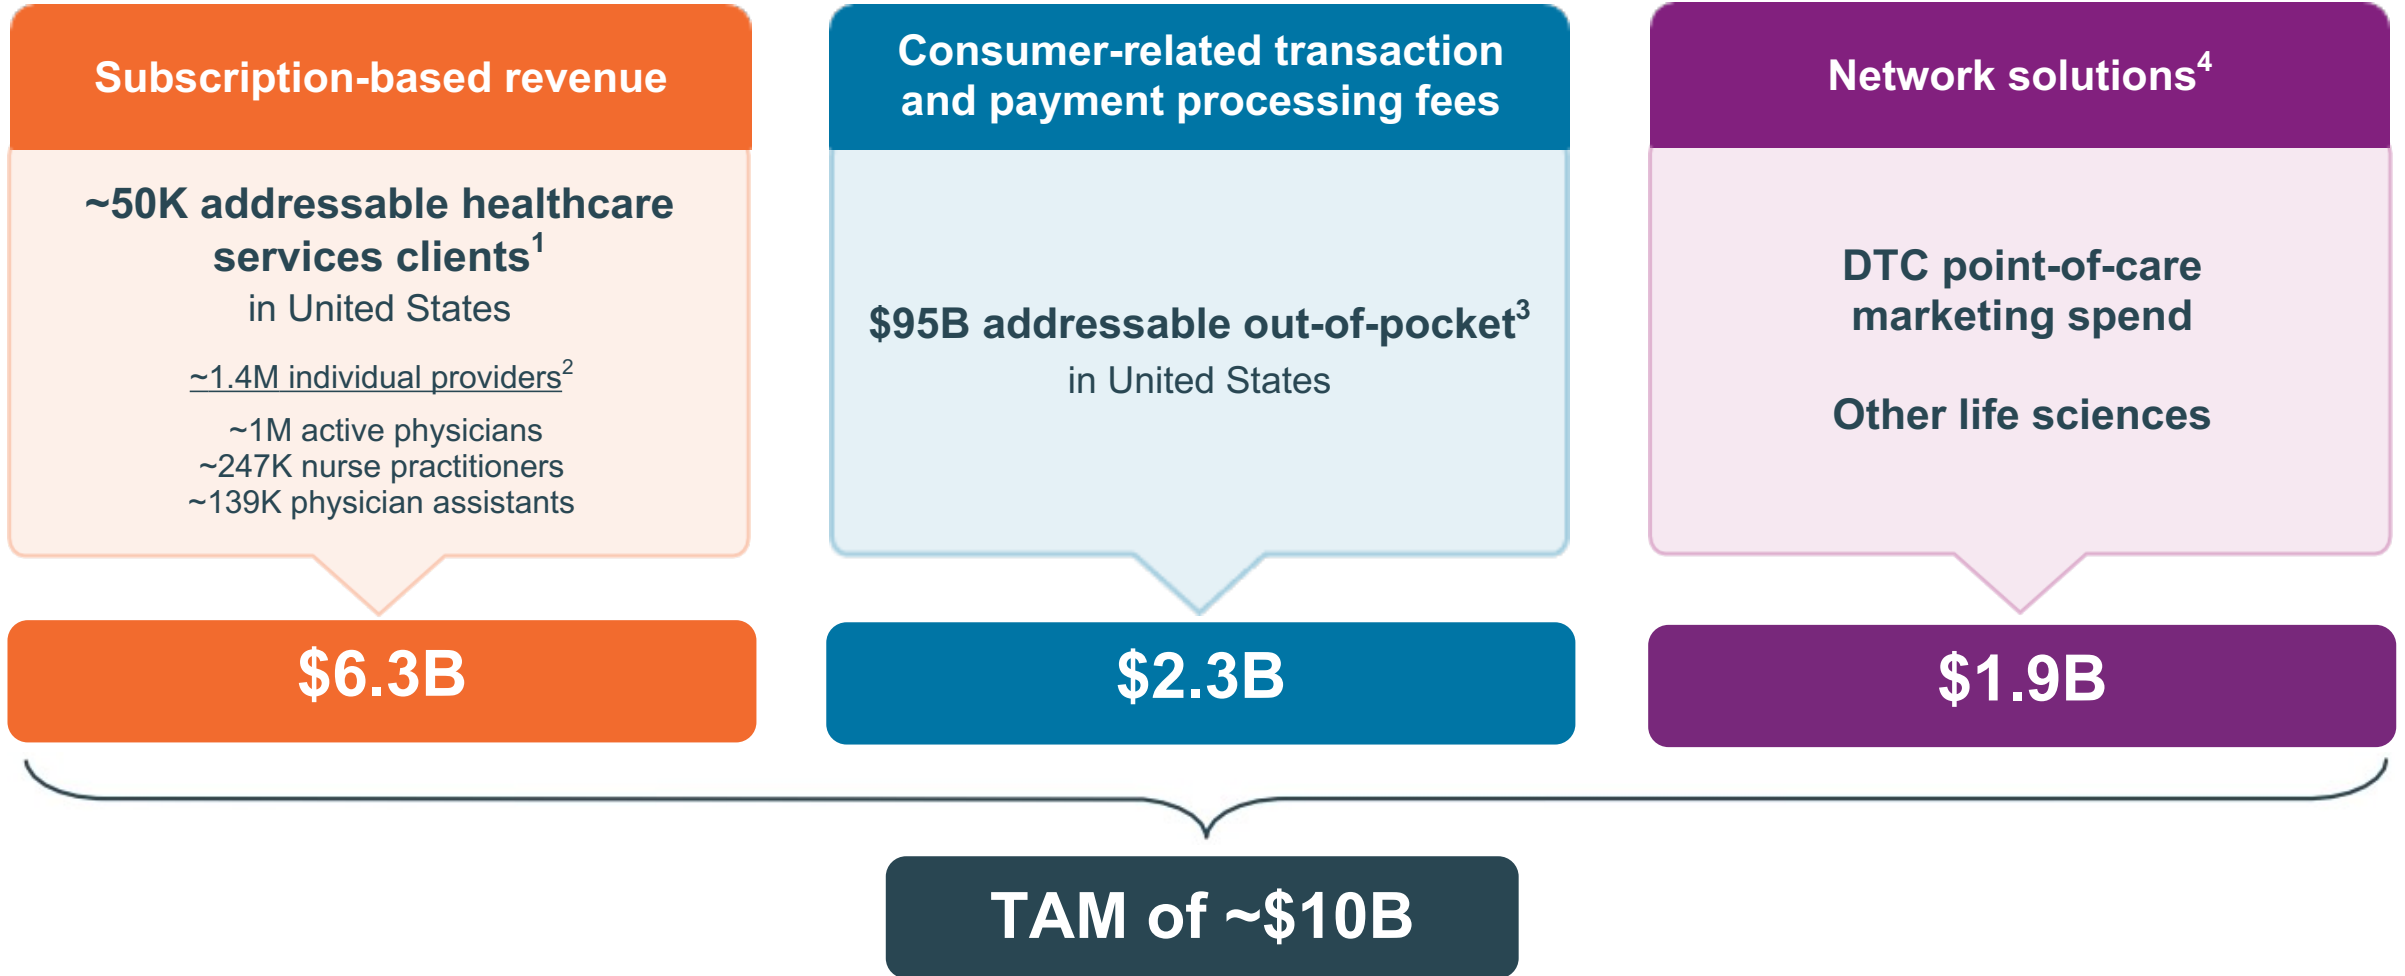 Subscription-based revenue
~50K addressable healthcare
services clients1
in United States
~1.4M individual providers2
~1M active physicians
~247K nurse practitioners
~139K physician assistants
$6.3B
Consumer-related transaction
and payment processing fees
$95B addressable out-of-pocket3
in United States
$2.3B
Network solutions4
DTC point-of-care
marketing spend
Other life sciences
$1.9B
TAM of ~$10B